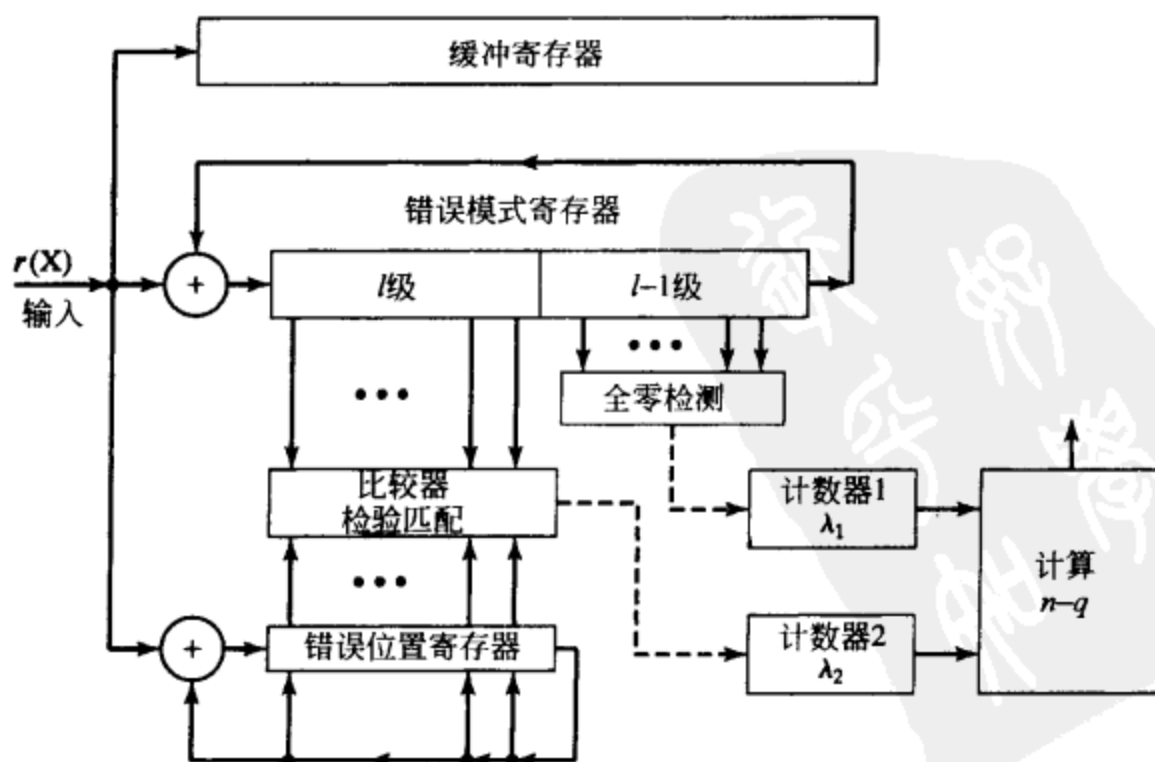 缓冲寄存器
错误模式寄存器
r(X)
输入
+
l级
l-1级
全零检测
比较器
检验匹配
计数器1
λ₁
计算
n-q
计数器2
λ₂
+
错误位置寄存器